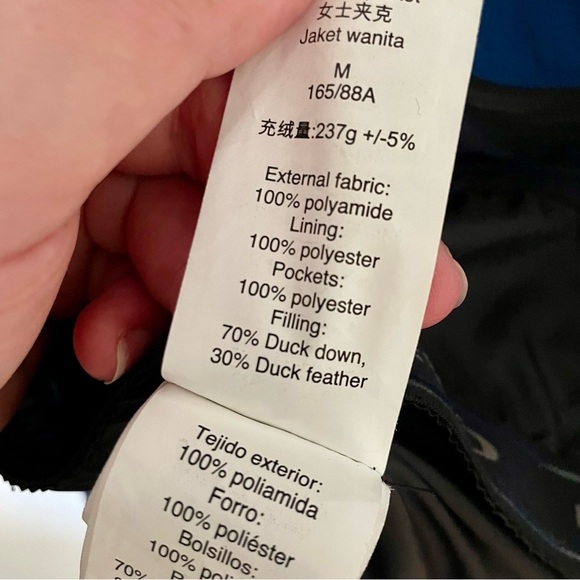 女士夹克
Jaket wanita
M
165/88A
充绒量:237g +/-5%
External fabric:
100% polyamide
Lining:
100% polyester
Pockets:
100% polyester
Filling:
70% Duck down,
30% Duck feather
Tejido exterior:
100% poliamida
Forro:
100% poliéster
Bolsillos:
100%
70%